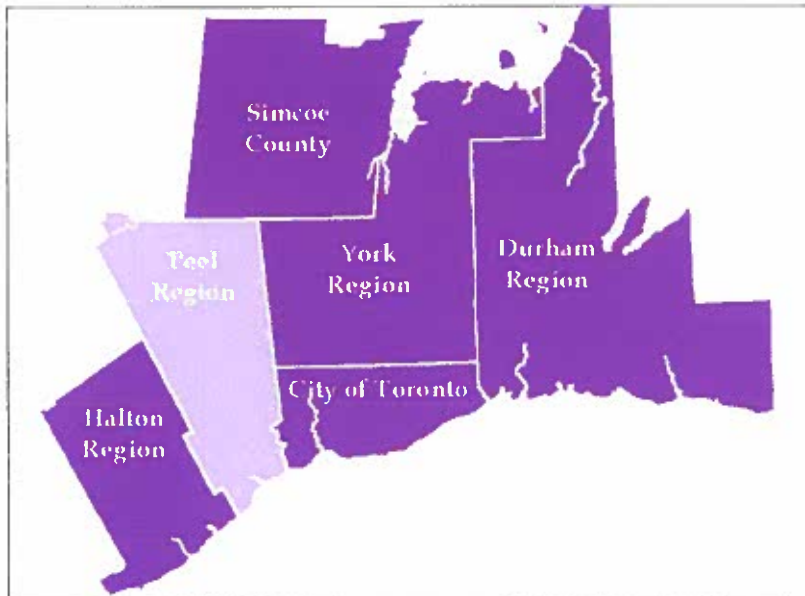 Simcoe
County
Peel
Region
York
Region
Durham
Region
City of Toronto
Halton
Region